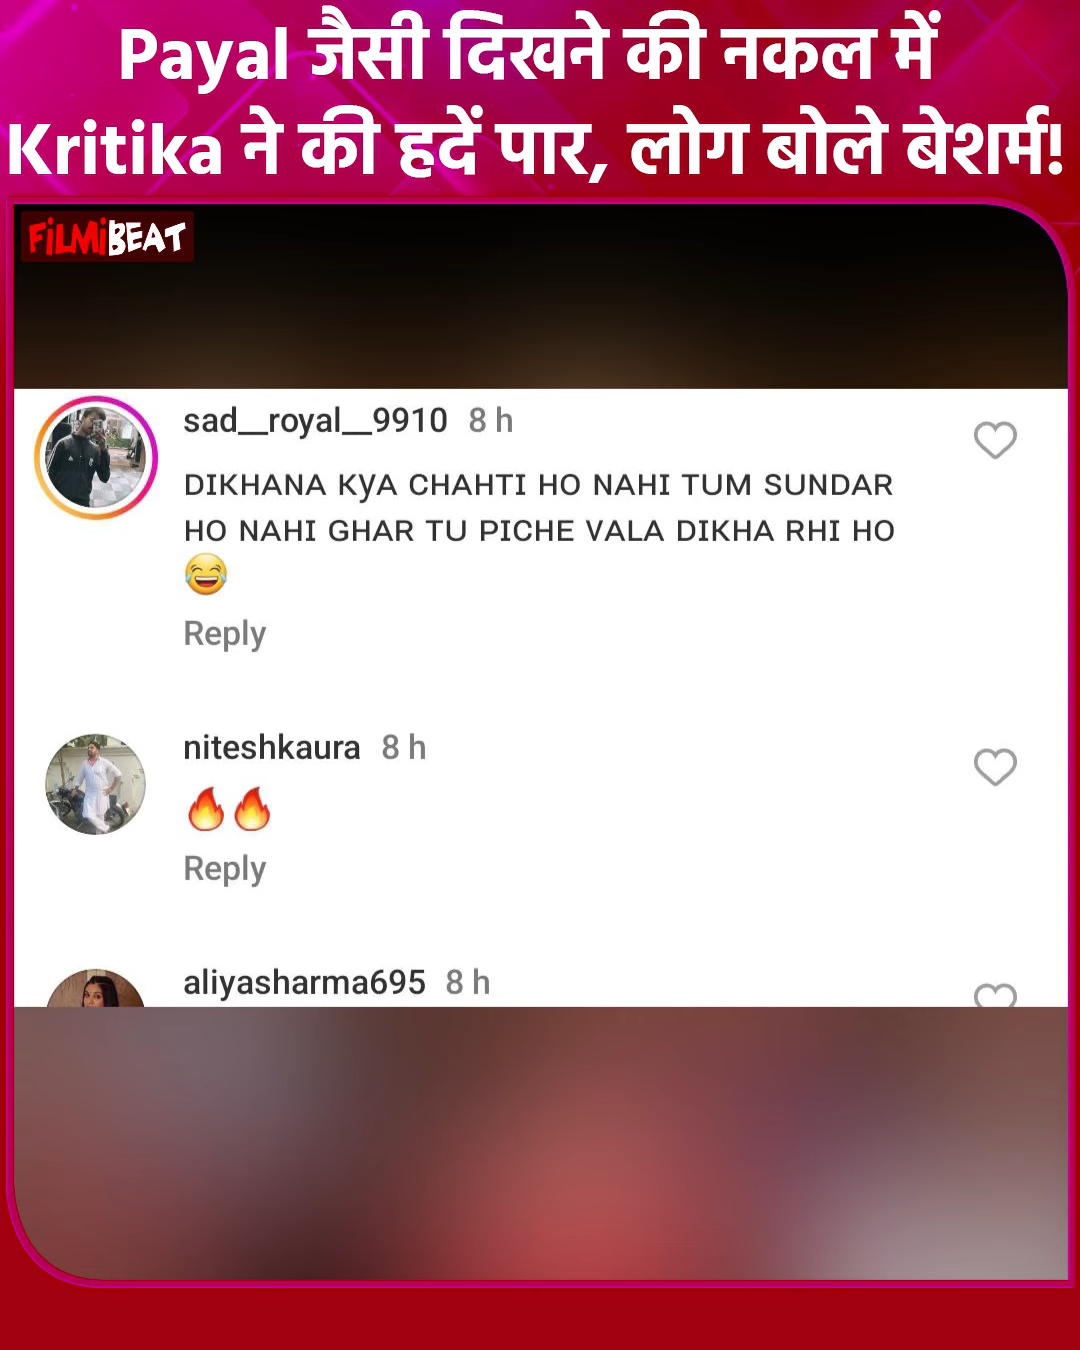 Payal जैसी दिखने की नकल में
Kritika ने की हदें पार, लोग बोले बेशर्म!
FiLMiBEAT
sad__royal__9910 8 h
DIKHANA KyA CHAHTI HO NAHI TUM SUNDAR
HO NAHI GHAR TU PICHE VALA DIKHA RHI HO
😂
Reply
niteshkaura 8 h
🔥🔥
Reply
aliyasharma695 8 h